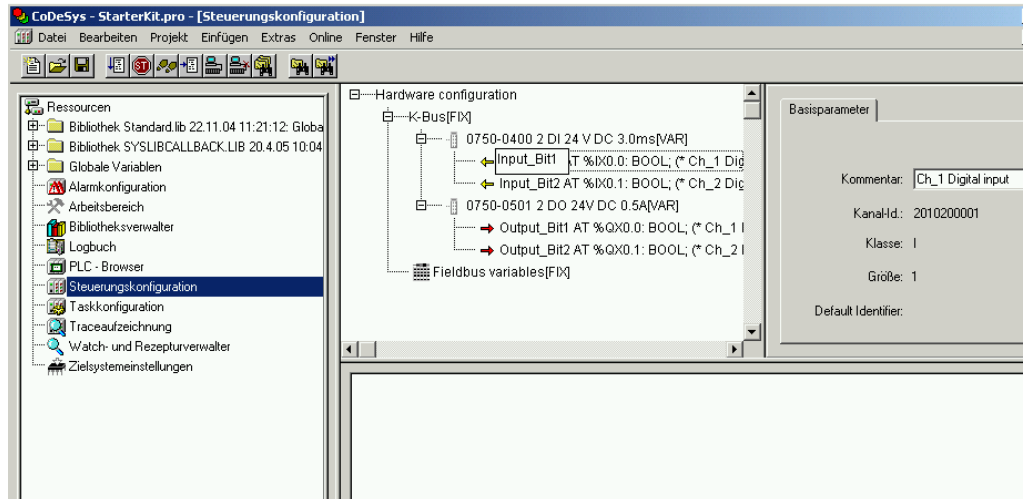 CoDeSys - StarterKit.pro - [Steuerungskonfiguration]
Datei Bearbeiten Projekt Einfügen Extras Online Fenster Hilfe
Ressourcen
Bibliothek Standard.lib 22.11.04 11:21:12: Globa
Bibliothek SYSLIBCALLBACK.LIB 20.4.05 10:04
Globale Variablen
Alarmkonfiguration
Arbeitsbereich
Bibliotheksverwalter
Logbuch
PLC - Browser
Steuerungskonfiguration
Taskkonfiguration
Traceaufzeichnung
Watch- und Rezepturverwalter
Zielsystemeinstellungen
Hardware configuration
K-Bus[FIX]
0750-0400 2 DI 24 V DC 3.0ms[VAR]
Input_Bit1 AT %IX0.0: BOOL; (* Ch_1 Dig
Input_Bit2 AT %IX0.1: BOOL; (* Ch_2 Dig
0750-0501 2 DO 24V DC 0.5A[VAR]
Output_Bit1 AT %QX0.0: BOOL; (* Ch_1 I
Output_Bit2 AT %QX0.1: BOOL; (* Ch_2 I
Fieldbus variables[FIX]
Basisparameter
Kommentar: Ch_1 Digital input
Kanal-Id.: 2010200001
Klasse: I
Größe: 1
Default Identifier: